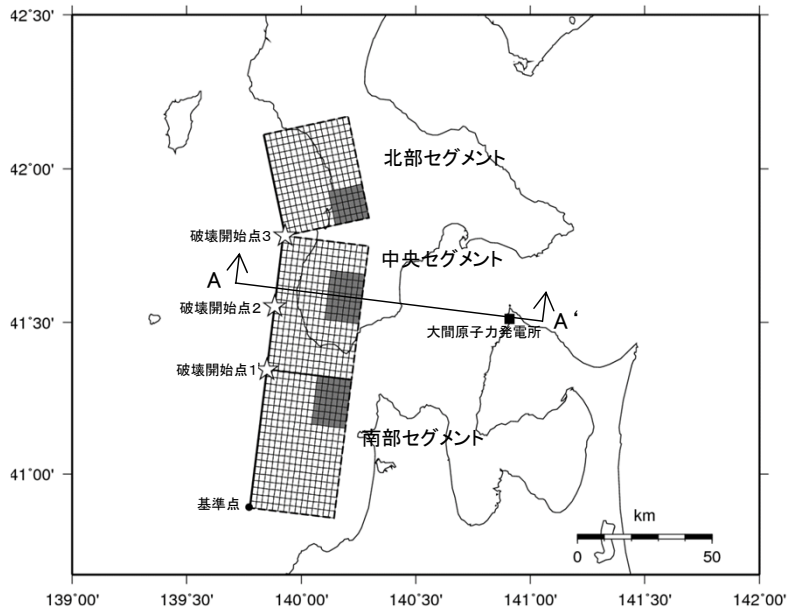 42˚30'
42˚00'
北部セグメント
破壊開始点3
中央セグメント
A
破壊開始点2
41˚30'
A‘
大間原子力発電所
破壊開始点1
南部セグメント
41˚00'
基準点
km
0 50
139˚00' 139˚30' 140˚00' 140˚30' 141˚00' 141˚30' 142˚00'